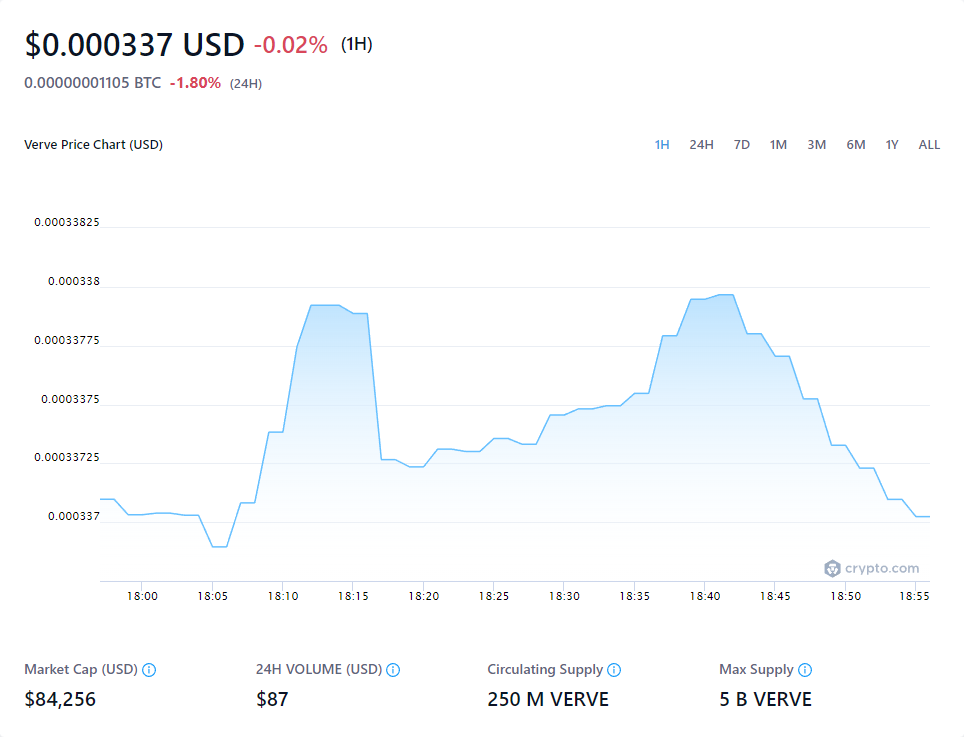 $0.000337 USD -0.02% (1H)
0.00000001105 BTC -1.80% (24H)
Verve Price Chart (USD) 1H 24H 7D 1M 3M 6M 1Y ALL
0.00033825
0.000338
0.00033775
0.0003375
0.00033725
0.000337
crypto.com
18:00 18:05 18:10 18:15 18:20 18:25 18:30 18:35 18:40 18:45 18:50 18:55
Market Cap (USD) 24H VOLUME (USD) Circulating Supply Max Supply
$84,256 $87 250 M VERVE 5 B VERVE